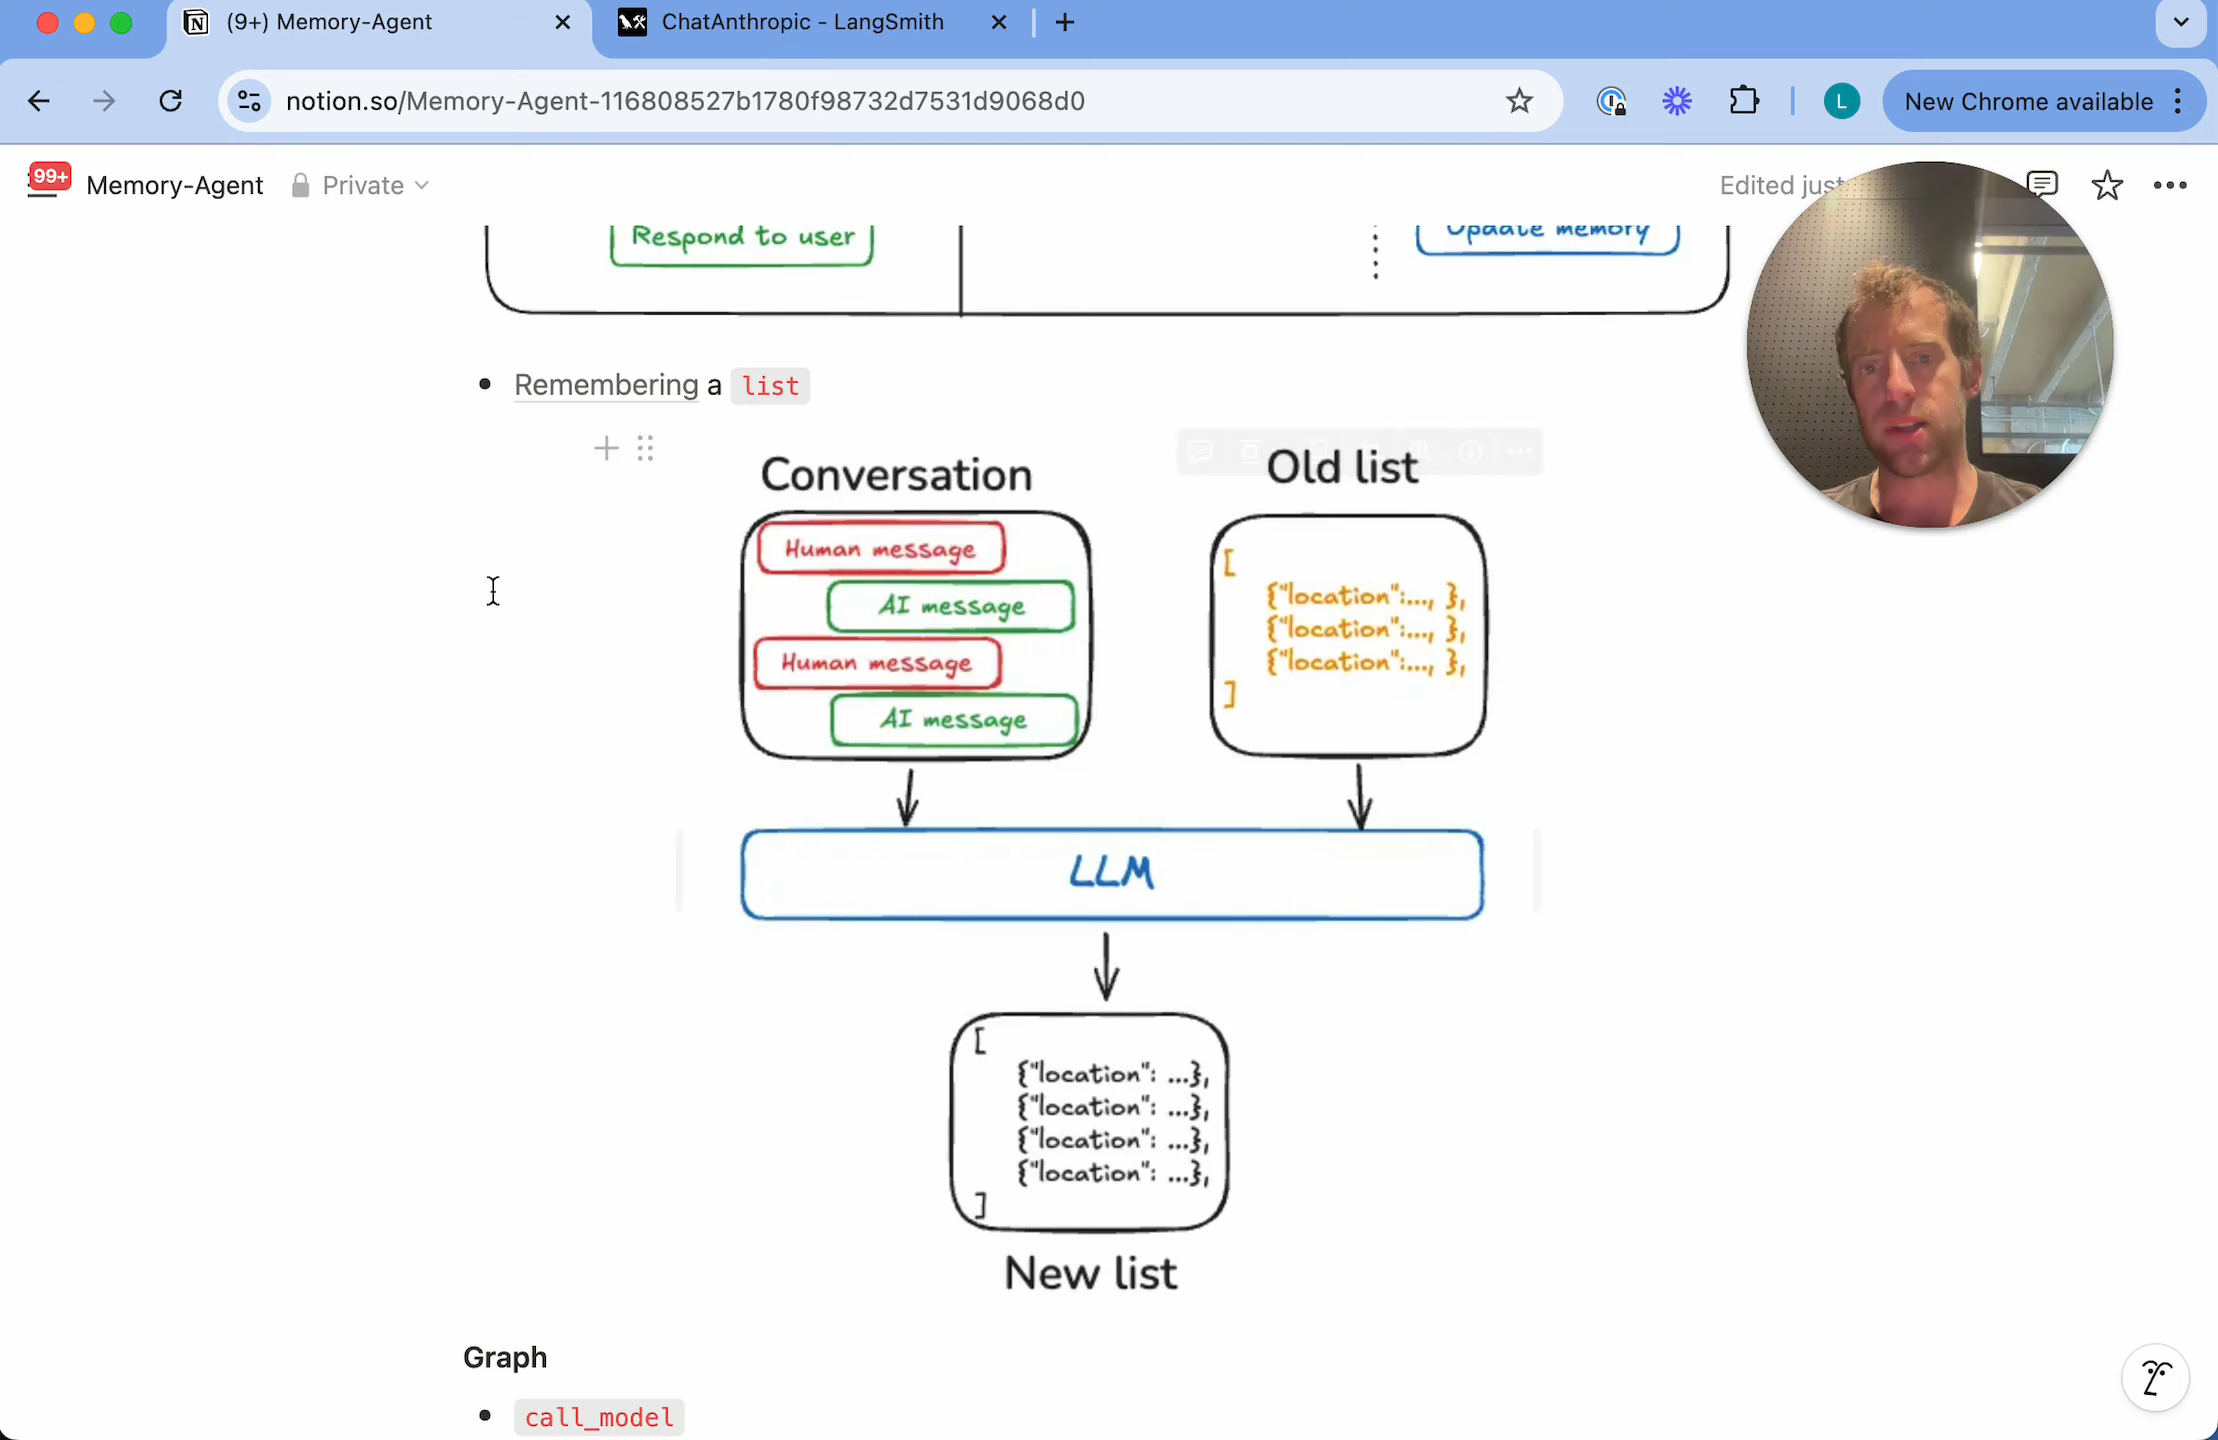 (9+) Memory-Agent
ChatAnthropic - LangSmith
notion.so/Memory-Agent-116808527b1780f98732d7531d9068d0
L
New Chrome available
99+
Memory-Agent
Private
Edited just
Respond to user
Update memory
Remembering a list
Conversation
Old list
Human message
AI message
Human message
AI message
[
{"location":..., },
{"location":..., },
{"location":..., },
]
LLM
[
{"location": ...},
{"location": ...},
{"location": ...},
{"location": ...},
]
New list
Graph
call_model